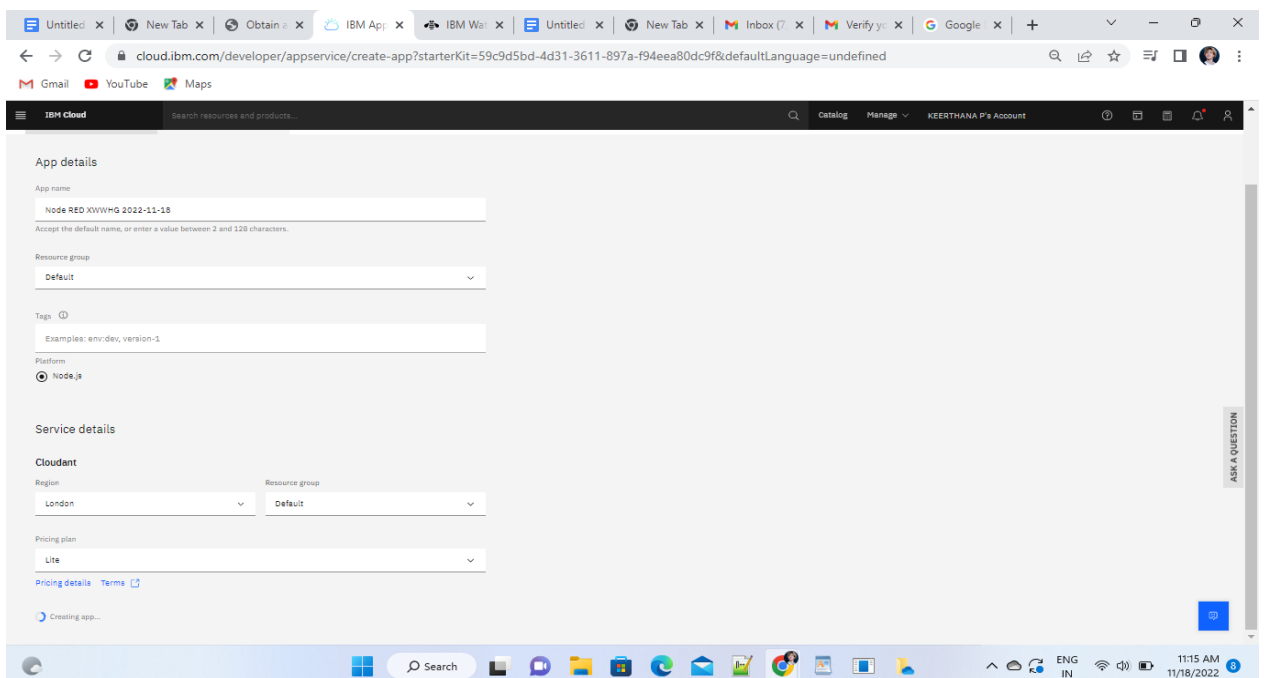 Untitled New Tab Obtain a IBM App IBM Wat Untitled New Tab Inbox (7, Verify yo Google
cloud.ibm.com/developer/appservice/create-app?starterKit=59c9d5bd-4d31-3611-897a-f94eea80dc9f&defaultLanguage=undefined
Gmail YouTube Maps
IBM Cloud Search resources and products... Catalog Manage KEERTHANA P's Account
App details
App name
Node RED XWWHG 2022-11-18
Accept the default name, or enter a value between 2 and 128 characters.
Resource group
Default
Tags
Examples: env:dev, version-1
Platform
Node.js
Service details
Cloudant
Region Resource group
London Default
Pricing plan
Lite
Pricing details Terms
Creating app...
ASK A QUESTION
Search ENG IN 11:15 AM 11/18/2022 8